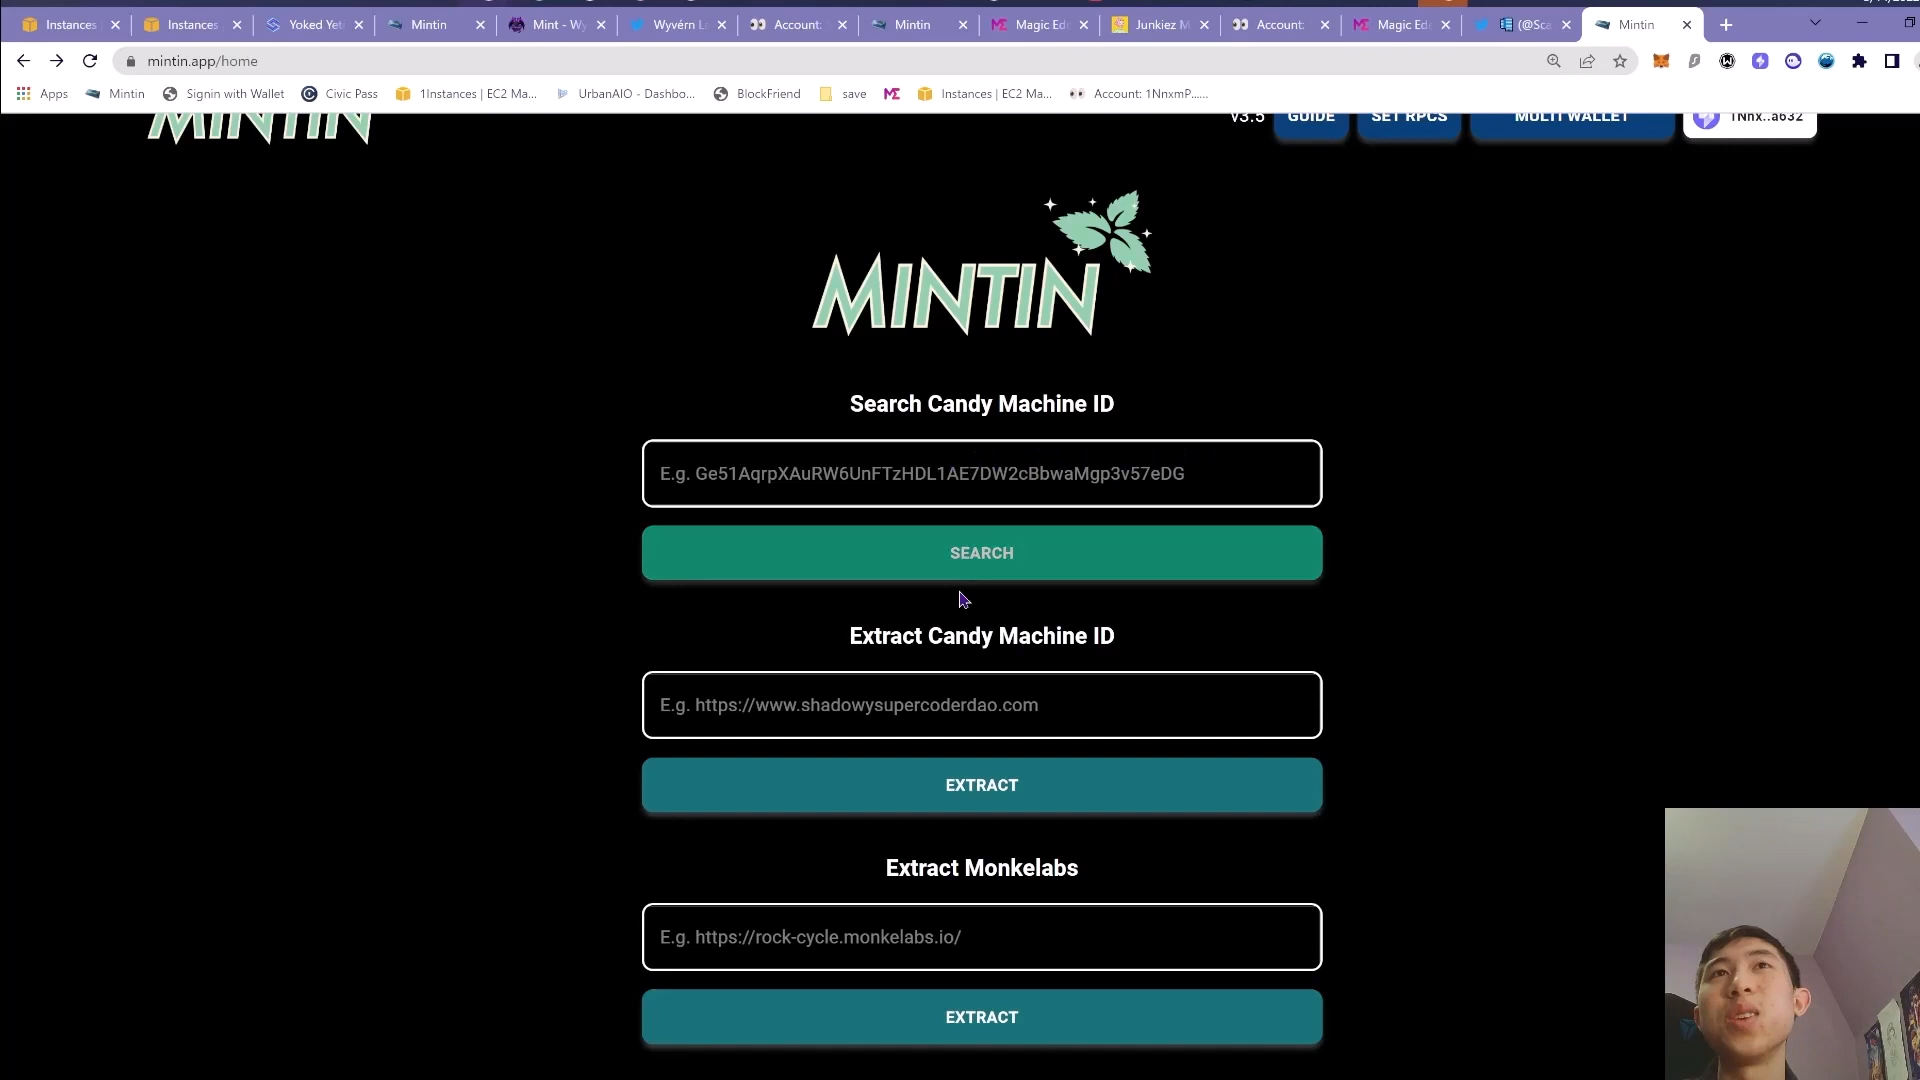 Instances
Instances
Yoked Yeti
Mintin
Mint - Wy
Wyvérn L
Account:
Mintin
Magic Ed
Junkiez M
Account:
Magic Ed
(@Sca
Mintin
mintin.app/home
Apps
Mintin
Signin with Wallet
Civic Pass
1Instances | EC2 Ma...
UrbanAIO - Dashbo...
BlockFriend
save
Instances | EC2 Ma...
Account: 1NnxmP......
MINTIN
v3.5
GUIDE
SET RPCS
MULTI WALLET
1Nnx..a632
MINTIN
Search Candy Machine ID
E.g. Ge51AqrpXAuRW6UnFTzHDL1AE7DW2cBbwaMgp3v57eDG
SEARCH
Extract Candy Machine ID
E.g. https://www.shadowysupercoderdao.com
EXTRACT
Extract Monkelabs
E.g. https://rock-cycle.monkelabs.io/
EXTRACT